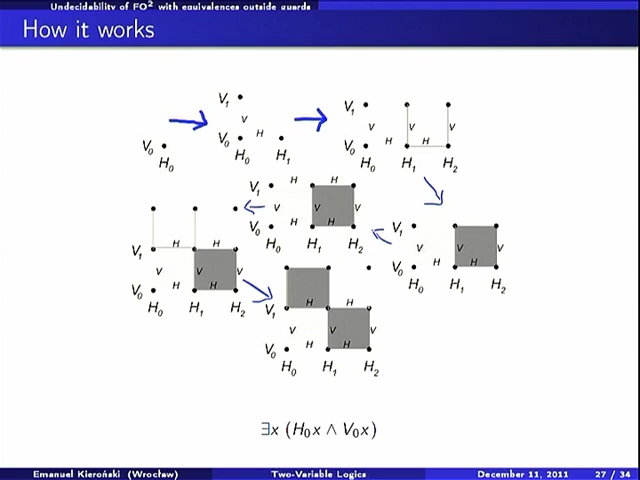 Undecidability of FO² with equivalences outside guards
How it works
V₁
V
V₀ H
H₀ H₁
V₀
H₀
V₁
V V V
V₀ H H
H₀ H₁ H₂
V₁ H H
V V V
V₀ H H
H₀ H₁ H₂
V₁
V V V
V₀ H H
H₀ H₁ H₂
V₁ H H
V V V
V₀ H H
H₀ H₁ H₂
V₁ H H
V V V
V₀ H H
H₀ H₁ H₂
∃x (H₀x ∧ V₀x)
Emanuel Kieroński (Wrocław) Two-Variable Logics December 11, 2011 27 / 34